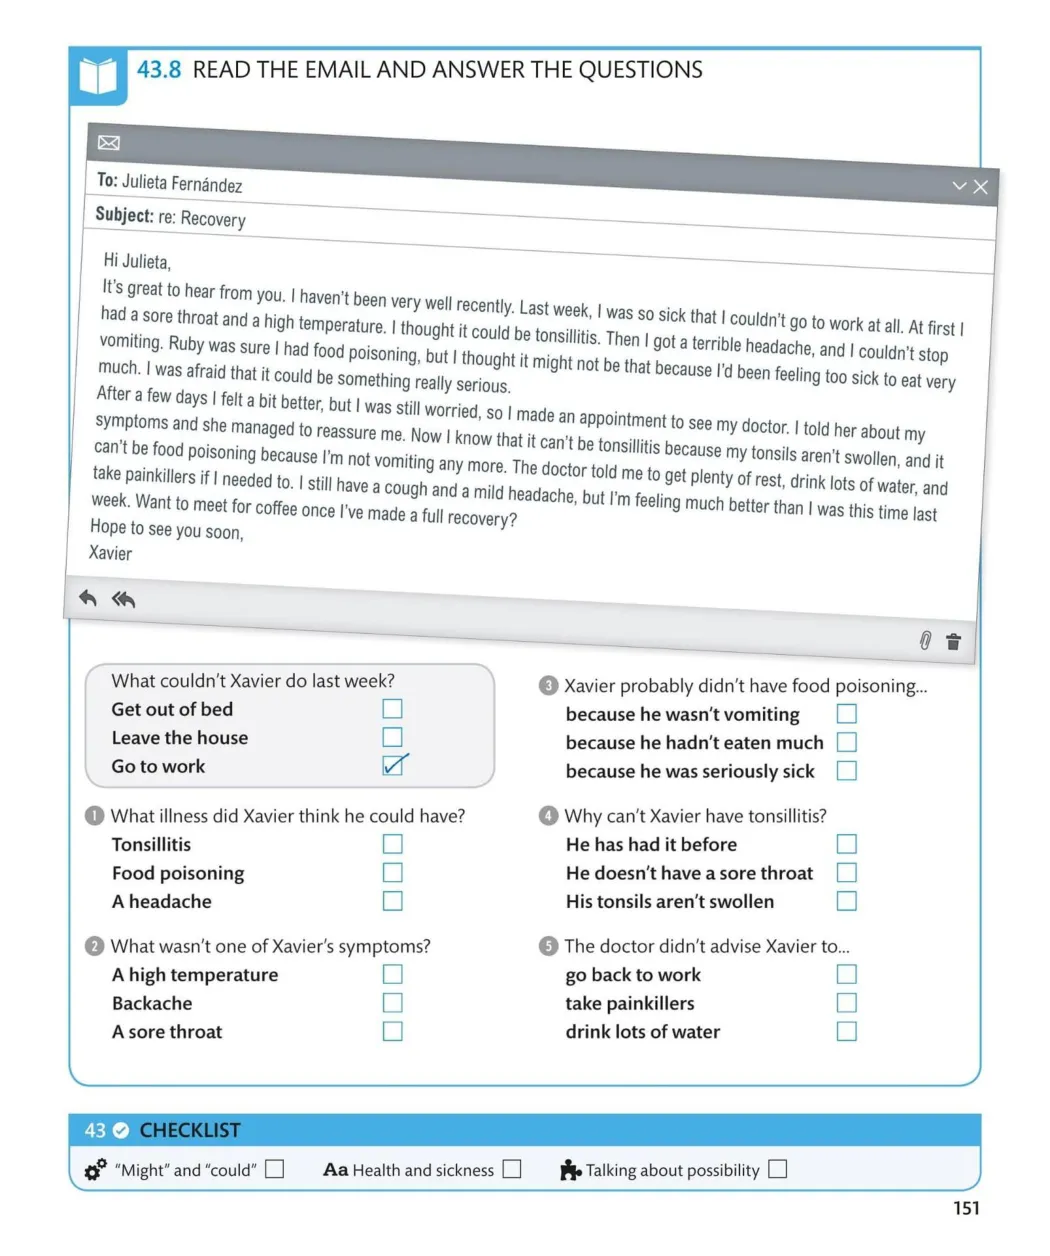 43.8 READ THE EMAIL AND ANSWER THE QUESTIONS
To: Julieta Fernández
Subject: re: Recovery
Hi Julieta,
It's great to hear from you. I haven't been very well recently. Last week, I was so sick that I couldn't go to work at all. At first I
had a sore throat and a high temperature. I thought it could be tonsillitis. Then I got a terrible headache, and I couldn't stop
vomiting. Ruby was sure I had food poisoning, but I thought it might not be that because I'd been feeling too sick to eat very
much. I was afraid that it could be something really serious.
After a few days I felt a bit better, but I was still worried, so I made an appointment to see my doctor. I told her about my
symptoms and she managed to reassure me. Now I know that it can't be tonsillitis because my tonsils aren't swollen, and it
can't be food poisoning because I'm not vomiting any more. The doctor told me to get plenty of rest, drink lots of water, and
take painkillers if I needed to. I still have a cough and a mild headache, but I'm feeling much better than I was this time last
week. Want to meet for coffee once I've made a full recovery?
Hope to see you soon,
Xavier
What couldn't Xavier do last week?
Get out of bed
Leave the house
Go to work
1 What illness did Xavier think he could have?
Tonsillitis
Food poisoning
A headache
2 What wasn't one of Xavier's symptoms?
A high temperature
Backache
A sore throat
3 Xavier probably didn't have food poisoning...
because he wasn't vomiting
because he hadn't eaten much
because he was seriously sick
4 Why can't Xavier have tonsillitis?
He has had it before
He doesn't have a sore throat
His tonsils aren't swollen
5 The doctor didn't advise Xavier to...
go back to work
take painkillers
drink lots of water
43 CHECKLIST
"Might" and "could" Aa Health and sickness Talking about possibility
151